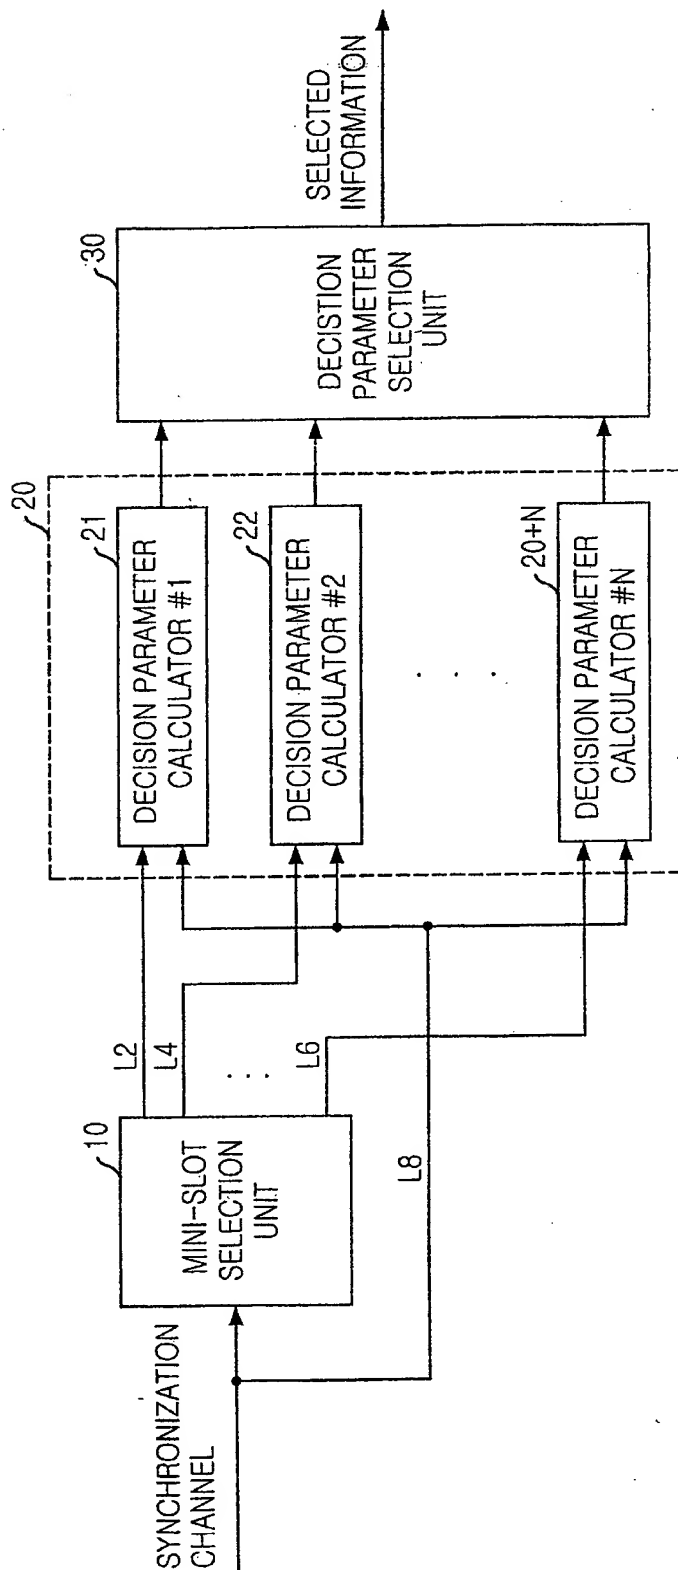 SYNCHRONIZATION
CHANNEL
10
MINI-SLOT
SELECTION
UNIT
L2
L4
. . .
L6
L8
20
21
DECISION PARAMETER
CALCULATOR #1
22
DECISION PARAMETER
CALCULATOR #2
. . .
20+N
DECISION PARAMETER
CALCULATOR #N
30
DECISTION
PARAMETER
SELECTION
UNIT
SELECTED
INFORMATION